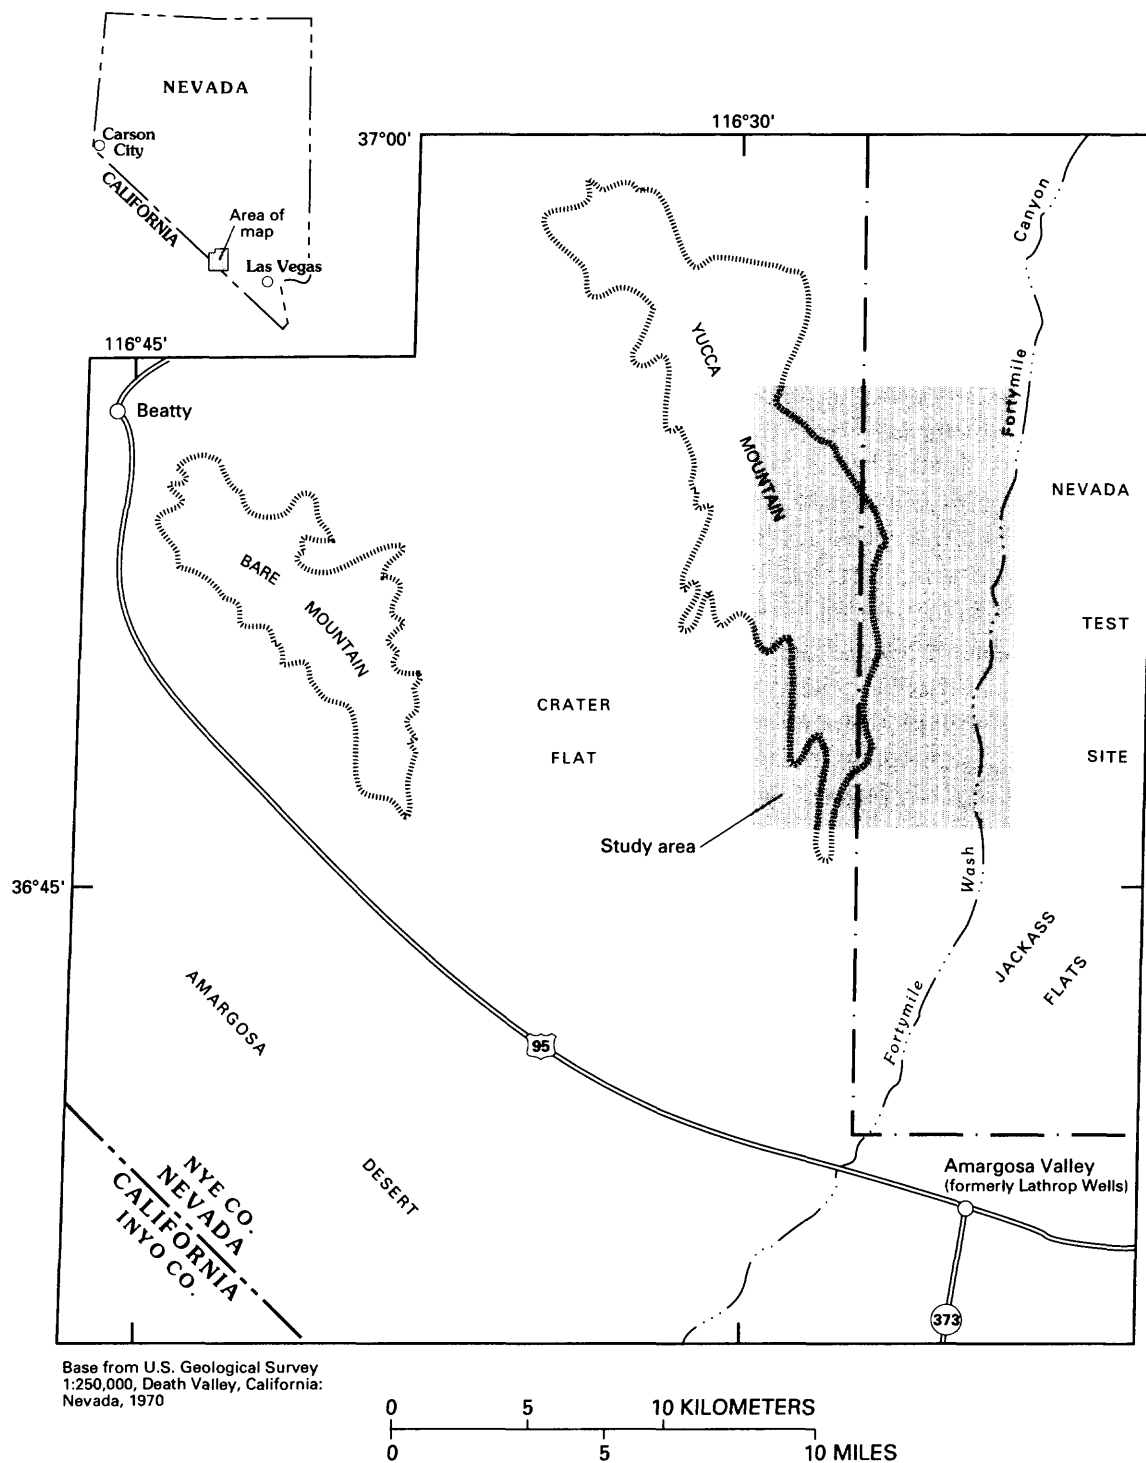 NEVADA
Carson
City
CALIFORNIA
Area of
map
Las Vegas
116°30'
37°00'
Canyon
Fortymile
116°45'
Beatty
YUCCA
MOUNTAIN
NEVADA
TEST
SITE
BARE
MOUNTAIN
CRATER
FLAT
Study area
36°45'
Wash
Fortymile
JACKASS
FLATS
AMARGOSA
DESERT
95
NYE CO.
NEVADA
CALIFORNIA
INYO CO.
Amargosa Valley
(formerly Lathrop Wells)
373
Base from U.S. Geological Survey
1:250,000, Death Valley, California:
Nevada, 1970
0 5 10 KILOMETERS
0 5 10 MILES